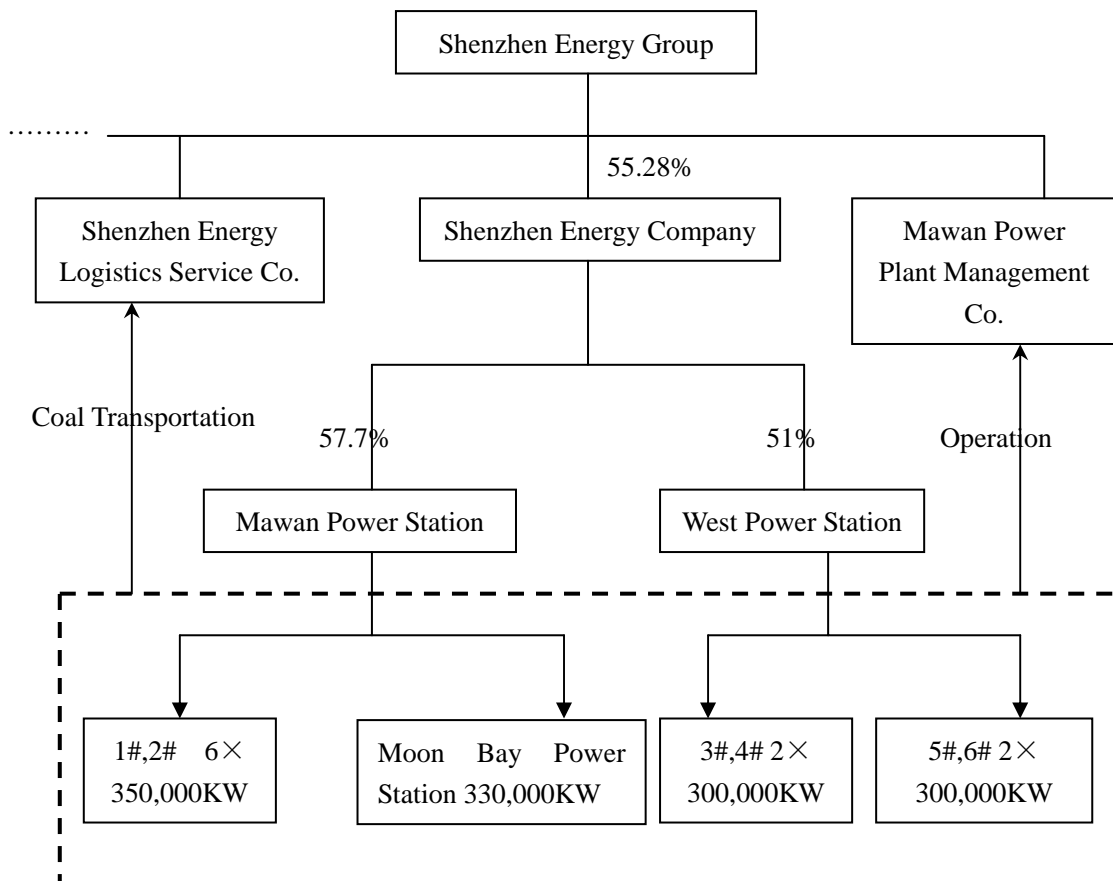 Shenzhen Energy Group
………
55.28%
Shenzhen Energy
Logistics Service Co.
Shenzhen Energy Company
Mawan Power
Plant Management
Co.
Coal Transportation
57.7%
51%
Operation
Mawan Power Station
West Power Station
1#,2# 6×
350,000KW
Moon Bay Power
Station 330,000KW
3#,4# 2×
300,000KW
5#,6# 2×
300,000KW